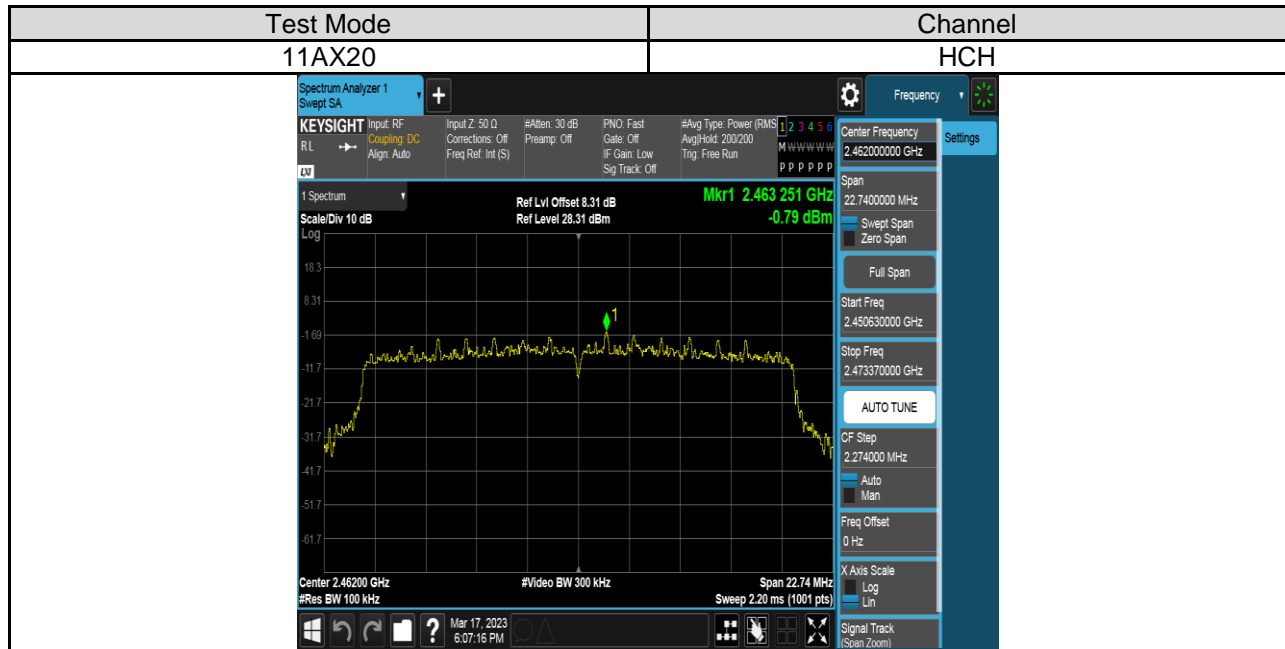 Test Mode
Channel
11AX20
HCH
Spectrum Analyzer 1
Swept SA
+
Frequency
KEYSIGHT
RL
LXI
Input: RF
Coupling: DC
Align: Auto
Input Z: 50 Ω
Corrections: Off
Freq Ref: Int (S)
#Atten: 30 dB
Preamp: Off
PNO: Fast
Gate: Off
IF Gain: Low
Sig Track: Off
#Avg Type: Power (RMS
Avg|Hold: 200/200
Trig: Free Run
1 2 3 4 5 6
M W W W W W
P P P P P P
1 Spectrum
Scale/Div 10 dB
Log
Ref Lvl Offset 8.31 dB
Ref Level 28.31 dBm
Mkr1 2.463 251 GHz
-0.79 dBm
18.3
8.31
-1.69
-11.7
-21.7
-31.7
-41.7
-51.7
-61.7
1
Center 2.46200 GHz
#Res BW 100 kHz
#Video BW 300 kHz
Span 22.74 MHz
Sweep 2.20 ms (1001 pts)
?
Mar 17, 2023
6:07:16 PM
Center Frequency
2.462000000 GHz
Settings
Span
22.7400000 MHz
Swept Span
Zero Span
Full Span
Start Freq
2.450630000 GHz
Stop Freq
2.473370000 GHz
AUTO TUNE
CF Step
2.274000 MHz
Auto
Man
Freq Offset
0 Hz
X Axis Scale
Log
Lin
Signal Track
(Span Zoom)